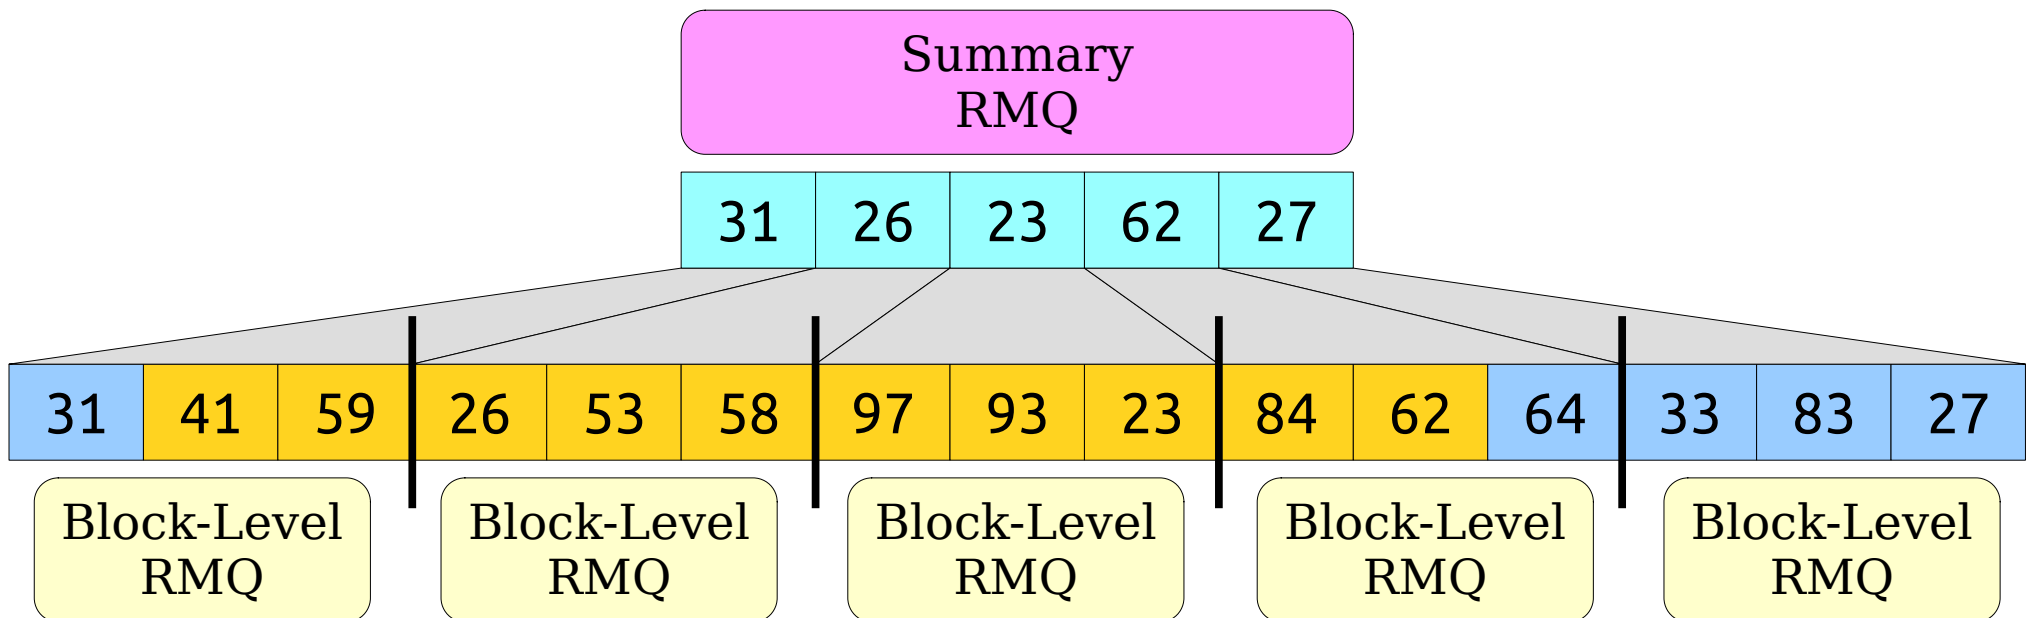 Summary
RMQ
31 26 23 62 27
31 41 59 26 53 58 97 93 23 84 62 64 33 83 27
Block-Level Block-Level Block-Level Block-Level Block-Level
RMQ RMQ RMQ RMQ RMQ